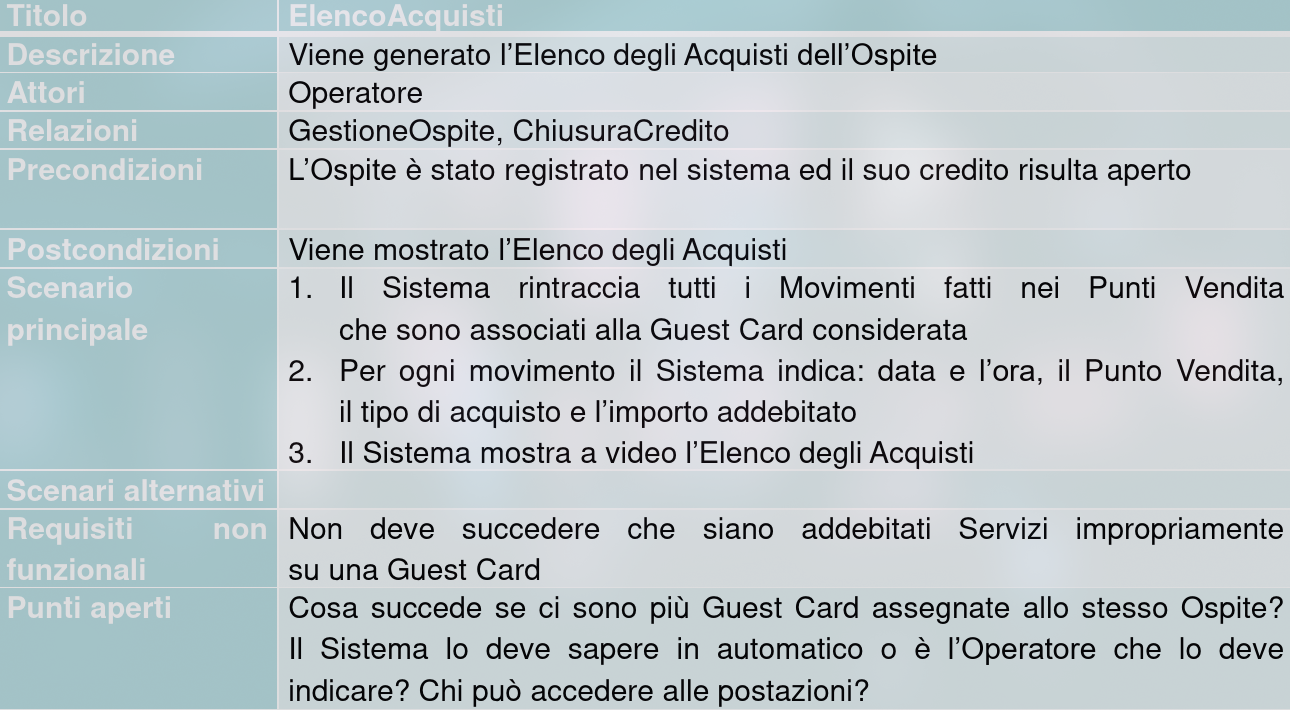 Titolo ElencoAcquisti
Descrizione Viene generato l’Elenco degli Acquisti dell’Ospite
Attori Operatore
Relazioni GestioneOspite, ChiusuraCredito
Precondizioni L’Ospite è stato registrato nel sistema ed il suo credito risulta aperto
Postcondizioni Viene mostrato l’Elenco degli Acquisti
Scenario
principale
1. Il Sistema rintraccia tutti i Movimenti fatti nei Punti Vendita
che sono associati alla Guest Card considerata
2. Per ogni movimento il Sistema indica: data e l’ora, il Punto Vendita,
il tipo di acquisto e l’importo addebitato
3. Il Sistema mostra a video l’Elenco degli Acquisti
Scenari alternativi
Requisiti non
funzionali
Non deve succedere che siano addebitati Servizi impropriamente
su una Guest Card
Punti aperti
Cosa succede se ci sono più Guest Card assegnate allo stesso Ospite?
Il Sistema lo deve sapere in automatico o è l’Operatore che lo deve
indicare? Chi può accedere alle postazioni?